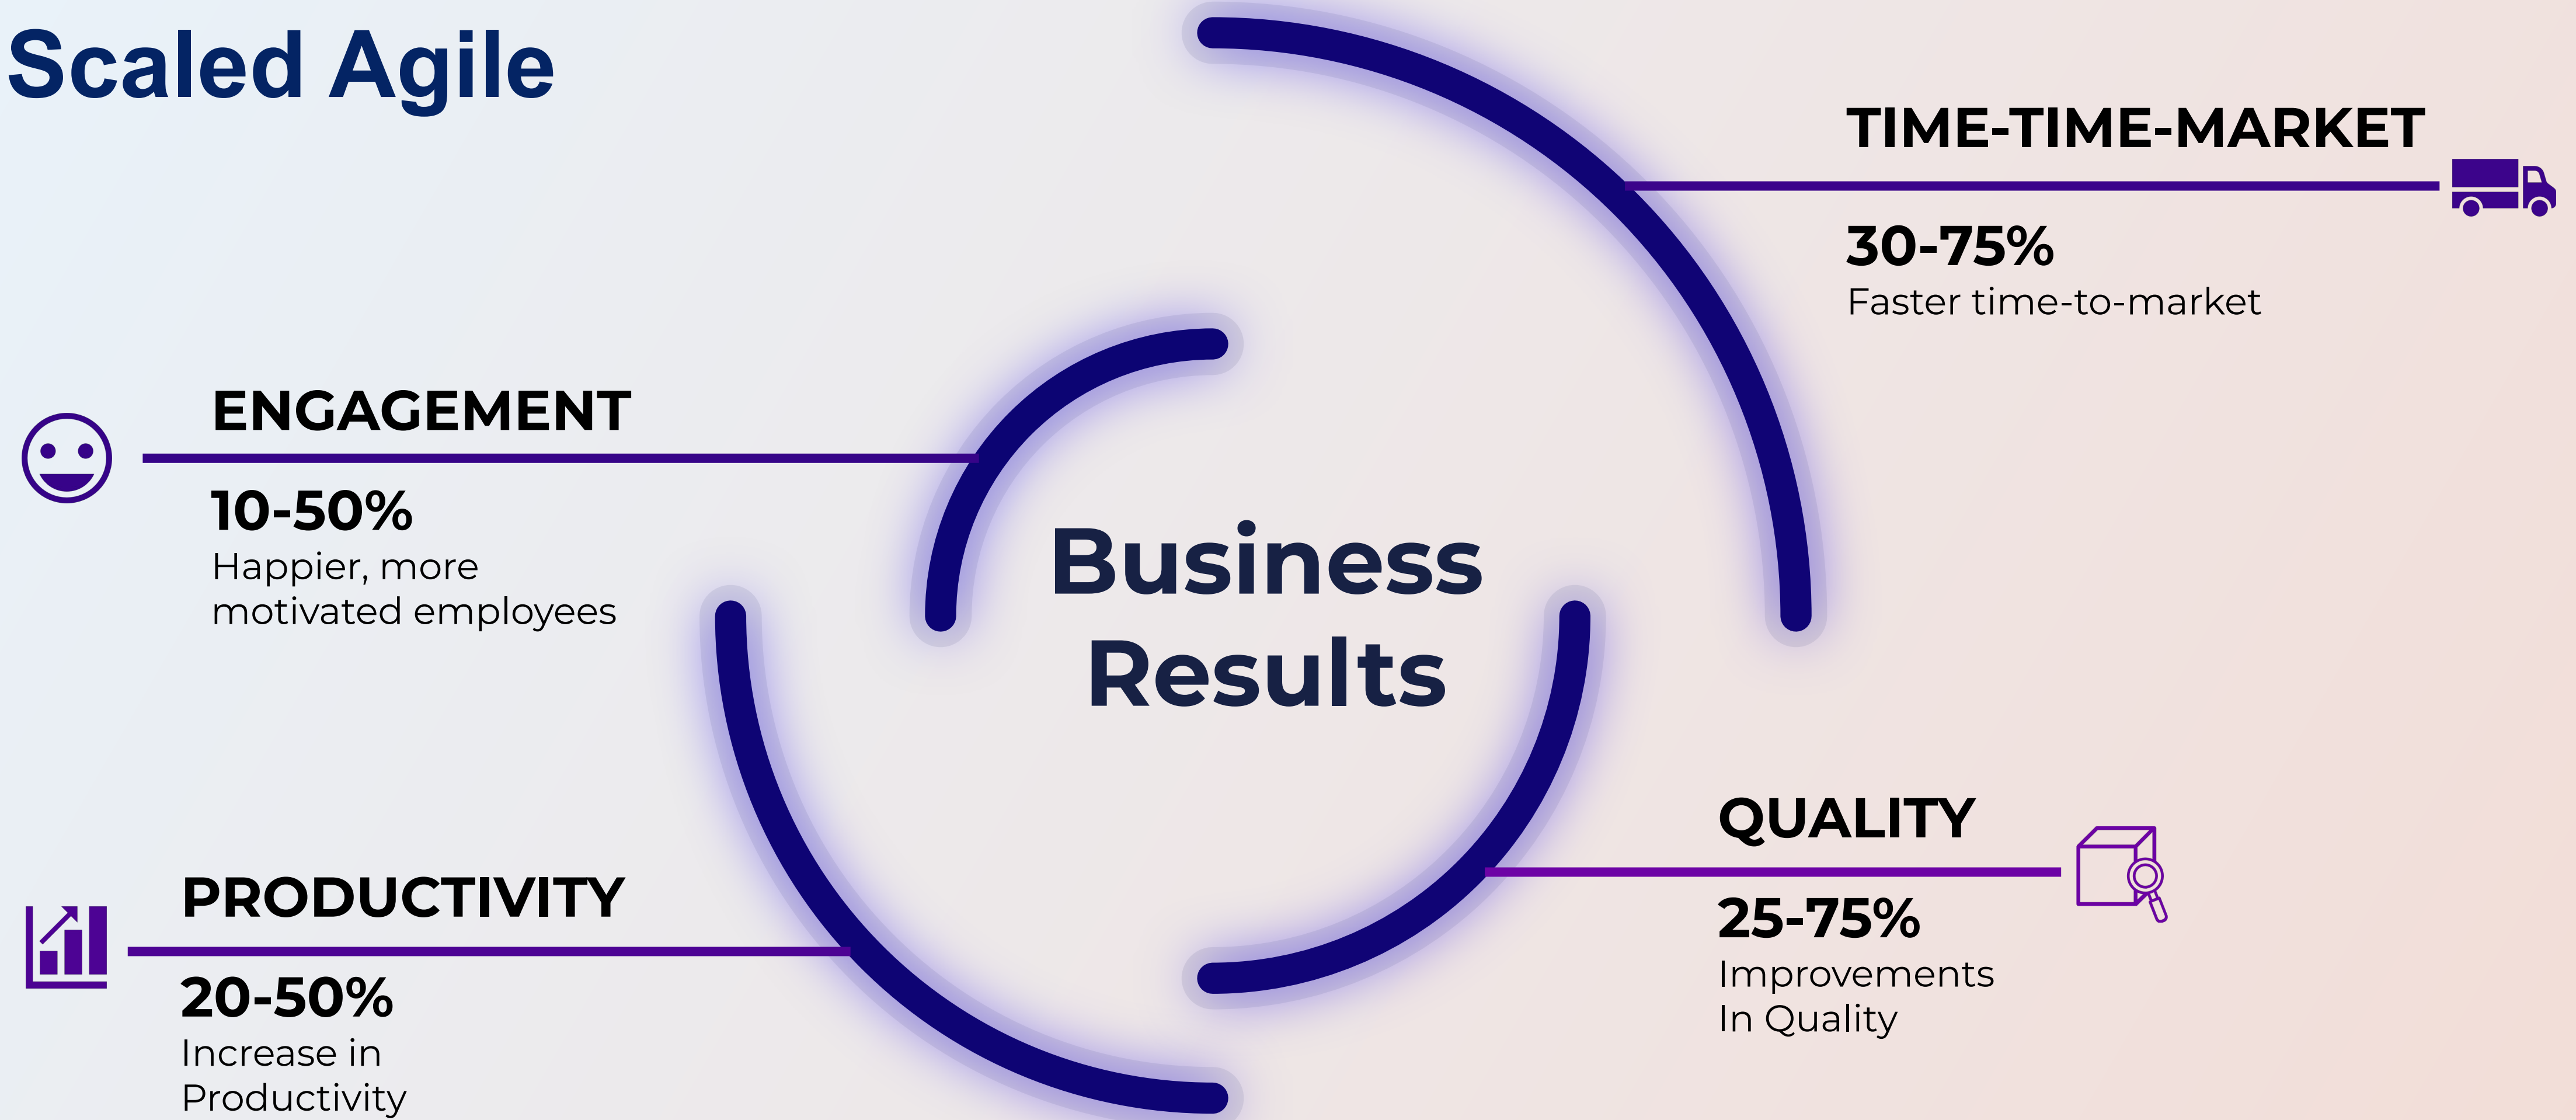 Scaled Agile
TIME-TIME-MARKET
30-75%
Faster time-to-market
ENGAGEMENT
10-50%
Happier, more
motivated employees
Business
Results
QUALITY
25-75%
Improvements
In Quality
PRODUCTIVITY
20-50%
Increase in
Productivity